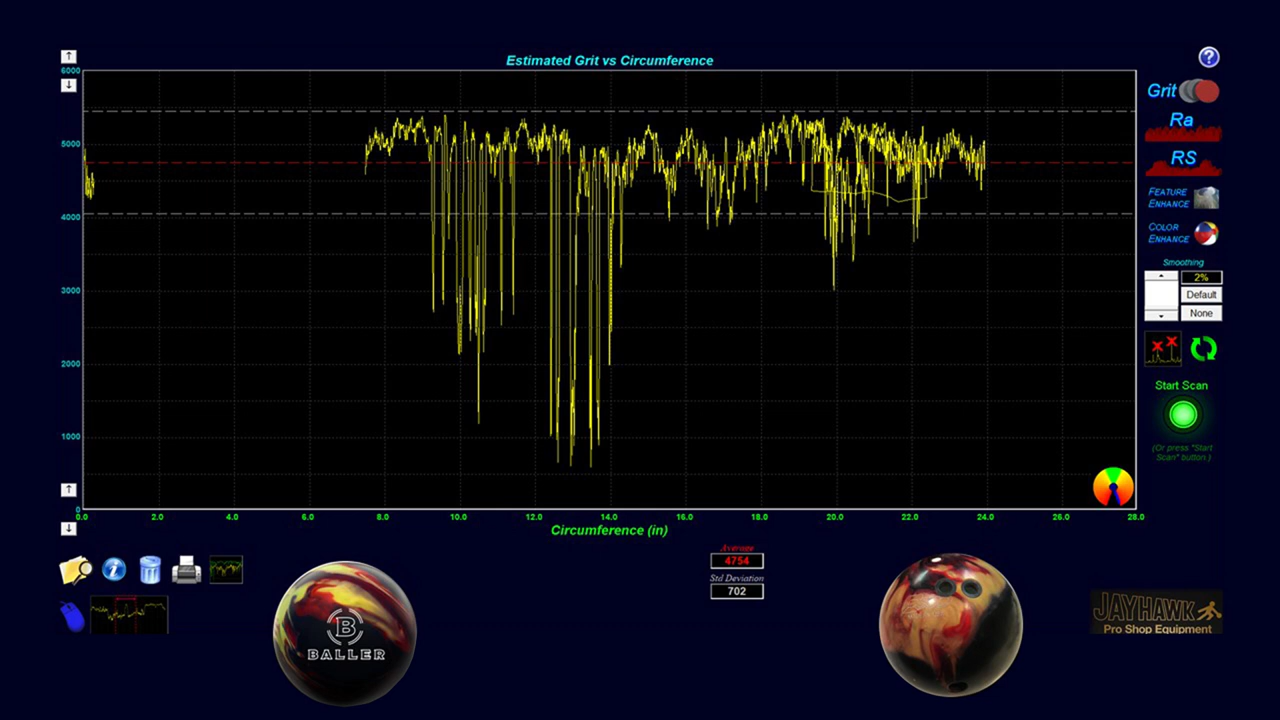 Estimated Grit vs Circumference
↑
?
6000
↓
Grit
Ra
5000
RS
FEATURE
ENHANCE
4000
COLOR
ENHANCE
Smoothing
2%
3000
Default
None
2000
Start Scan
1000
(Or press "Start
Scan" button )
↑
0
0.0 2.0 4.0 6.0 8.0 10.0 12.0 14.0 16.0 18.0 20.0 22.0 24.0 26.0 28.0
↓
Circumference (in)
Average
4754
Std Deviation
702
i
B
BALLER
JAYHAWK
Pro Shop Equipment